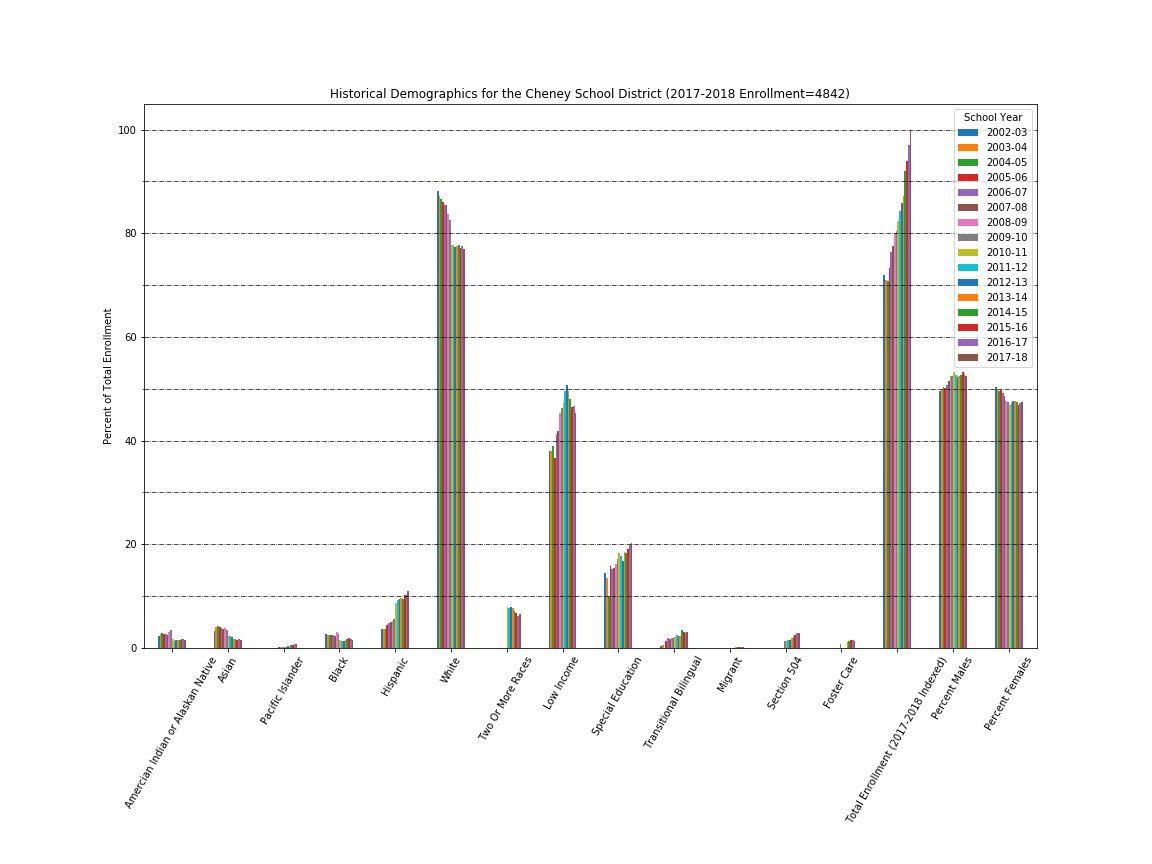 Historical Demographics for the Cheney School District (2017-2018 Enrollment=4842)
Percent of Total Enrollment
100
80
60
40
20
0
School Year
2002-03
2003-04
2004-05
2005-06
2006-07
2007-08
2008-09
2009-10
2010-11
2011-12
2012-13
2013-14
2014-15
2015-16
2016-17
2017-18
Amercian Indian or Alaskan Native
Asian
Pacific Islander
Black
Hispanic
White
Two Or More Races
Low Income
Special Education
Transitional Bilingual
Migrant
Section 504
Foster Care
Total Enrollment (2017-2018 Indexed)
Percent Males
Percent Females